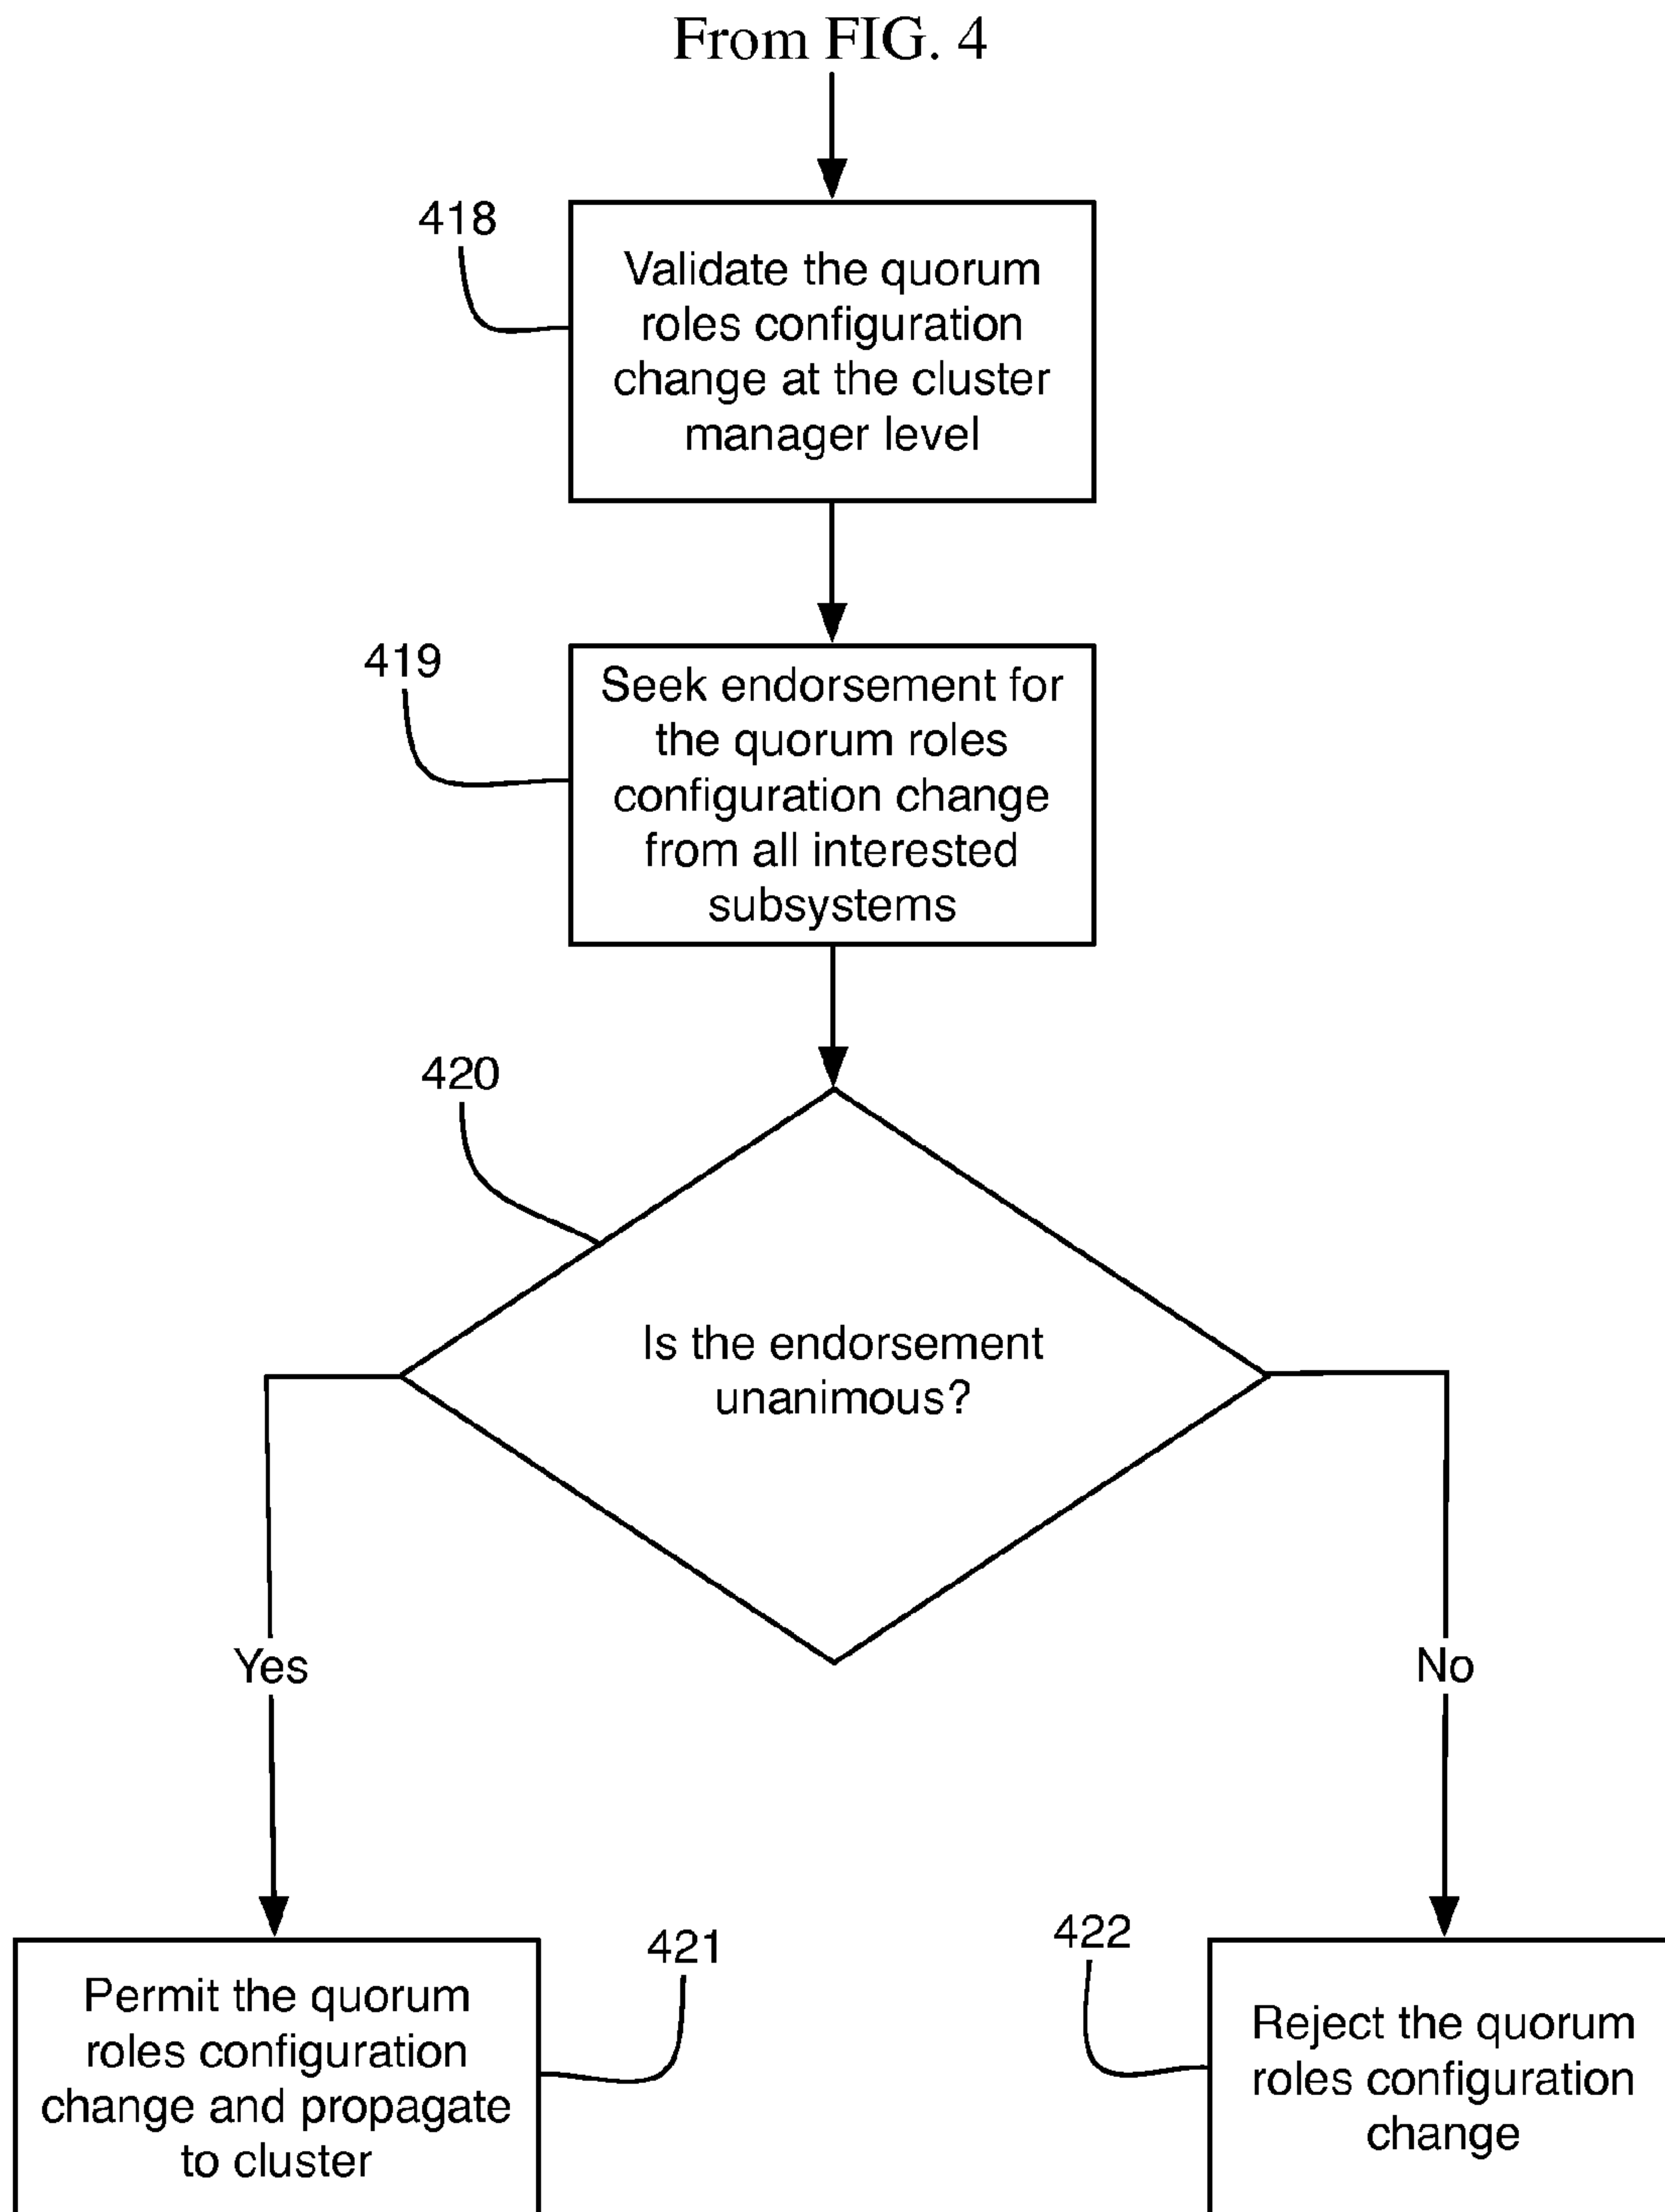 From FIG. 4
418
Validate the quorum
roles configuration
change at the cluster
manager level
419
Seek endorsement for
the quorum roles
configuration change
from all interested
subsystems
420
Is the endorsement
unanimous?
Yes
No
421
Permit the quorum
roles configuration
change and propagate
to cluster
422
Reject the quorum
roles configuration
change